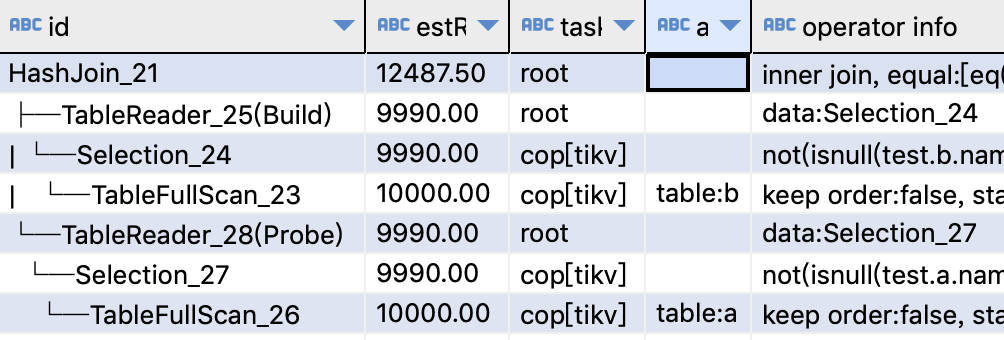 ABC id ABC estR ABC task ABC a ABC operator info
HashJoin_21 12487.50 root inner join, equal:[eq(
├──TableReader_25(Build) 9990.00 root data:Selection_24
| └──Selection_24 9990.00 cop[tikv] not(isnull(test.b.nam
| └──TableFullScan_23 10000.00 cop[tikv] table:b keep order:false, sta
└──TableReader_28(Probe) 9990.00 root data:Selection_27
└──Selection_27 9990.00 cop[tikv] not(isnull(test.a.nam
└──TableFullScan_26 10000.00 cop[tikv] table:a keep order:false, sta